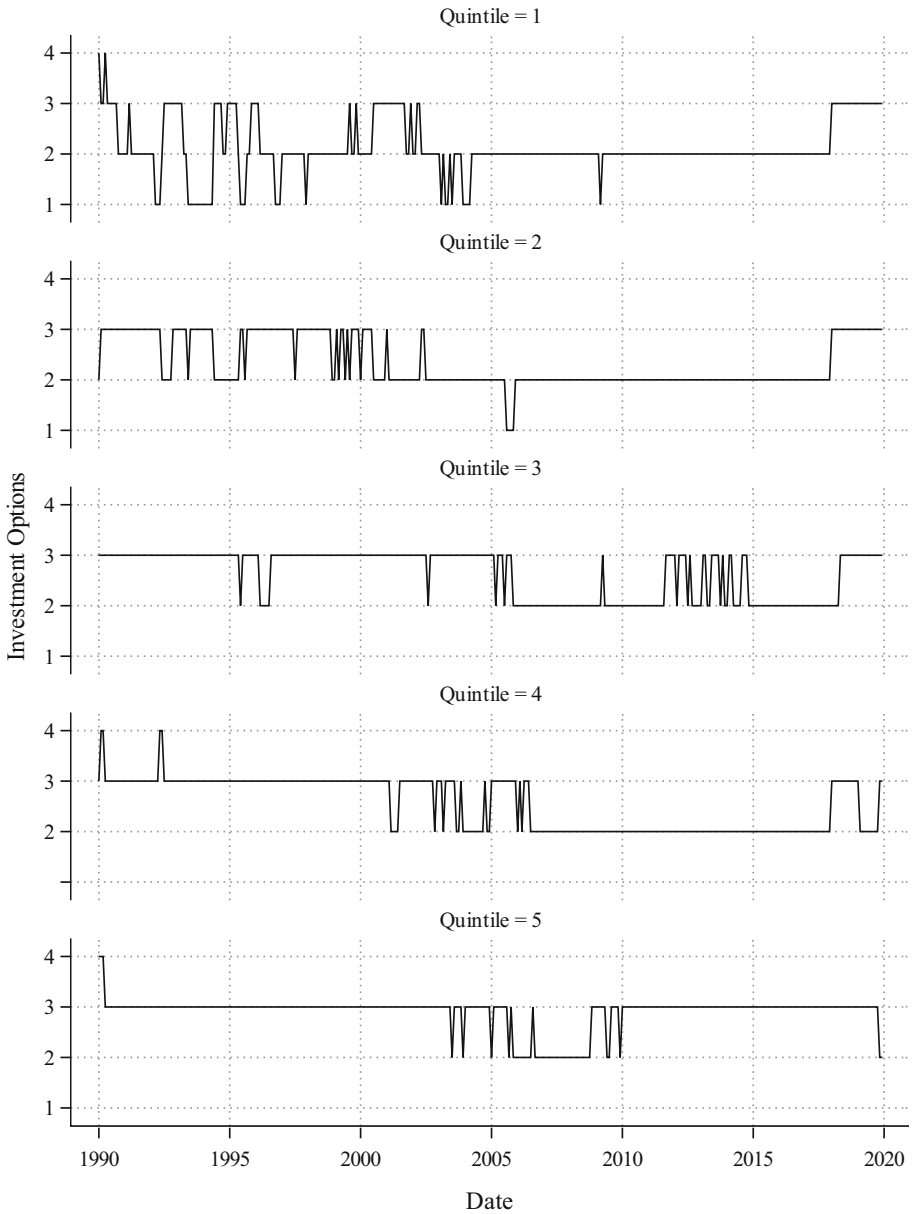 Quintile = 1
4
3
2
1
Quintile = 2
4
3
2
1
Quintile = 3
4
3
2
1
Quintile = 4
4
3
2
Quintile = 5
4
3
2
1
Investment Options
1990 1995 2000 2005 2010 2015 2020
Date